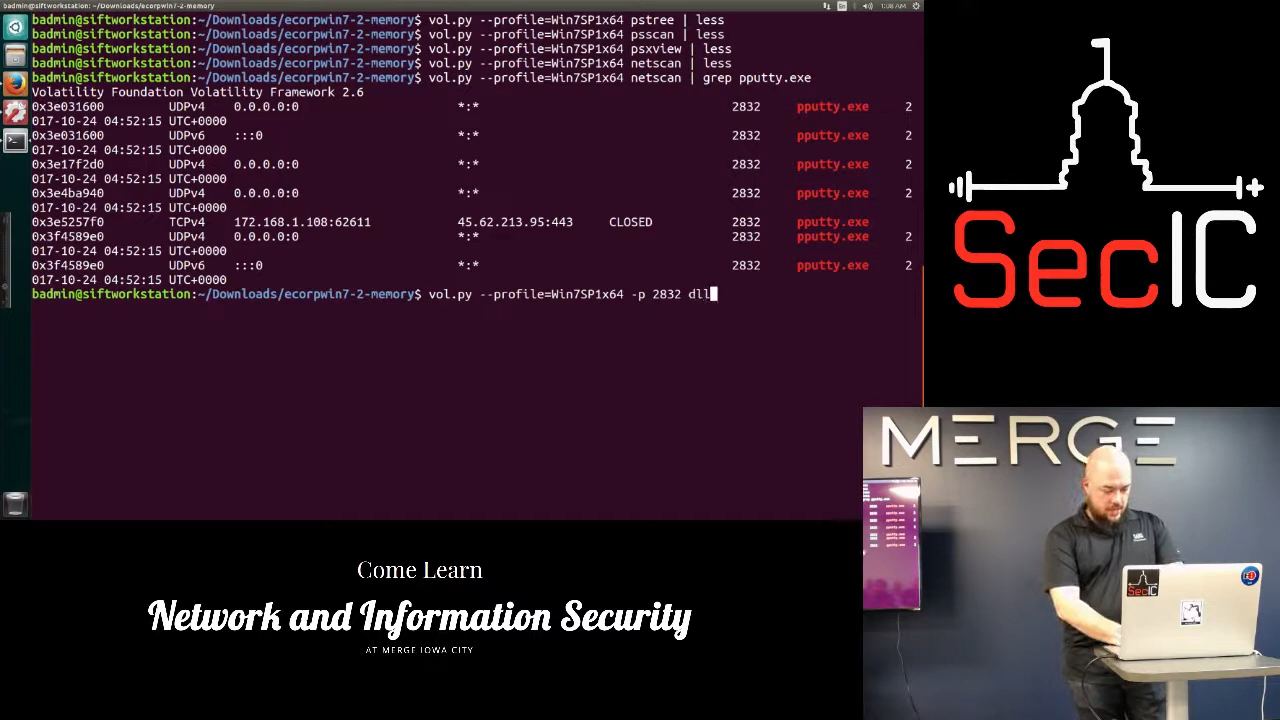 badmin@siftworkstation: ~/Downloads/ecorpwin7-2-memory
1:08 AM
badmin@siftworkstation:~/Downloads/ecorpwin7-2-memory$ vol.py --profile=Win7SP1x64 pstree | less
badmin@siftworkstation:~/Downloads/ecorpwin7-2-memory$ vol.py --profile=Win7SP1x64 psscan | less
badmin@siftworkstation:~/Downloads/ecorpwin7-2-memory$ vol.py --profile=Win7SP1x64 psxview | less
badmin@siftworkstation:~/Downloads/ecorpwin7-2-memory$ vol.py --profile=Win7SP1x64 netscan | less
badmin@siftworkstation:~/Downloads/ecorpwin7-2-memory$ vol.py --profile=Win7SP1x64 netscan | grep pputty.exe
Volatility Foundation Volatility Framework 2.6
0x3e031600 UDPv4 0.0.0.0:0 *:* 2832 pputty.exe 2
017-10-24 04:52:15 UTC+0000
0x3e031600 UDPv6 :::0 *:* 2832 pputty.exe 2
017-10-24 04:52:15 UTC+0000
0x3e17f2d0 UDPv4 0.0.0.0:0 *:* 2832 pputty.exe 2
017-10-24 04:52:15 UTC+0000
0x3e4ba940 UDPv4 0.0.0.0:0 *:* 2832 pputty.exe 2
017-10-24 04:52:15 UTC+0000
0x3e5257f0 TCPv4 172.168.1.108:62611 45.62.213.95:443 CLOSED 2832 pputty.exe
0x3f4589e0 UDPv4 0.0.0.0:0 *:* 2832 pputty.exe 2
017-10-24 04:52:15 UTC+0000
0x3f4589e0 UDPv6 :::0 *:* 2832 pputty.exe 2
017-10-24 04:52:15 UTC+0000
badmin@siftworkstation:~/Downloads/ecorpwin7-2-memory$ vol.py --profile=Win7SP1x64 -p 2832 dll
SecIC
MERGE
SecIC
Come Learn
Network and Information Security
AT MERGE IOWA CITY